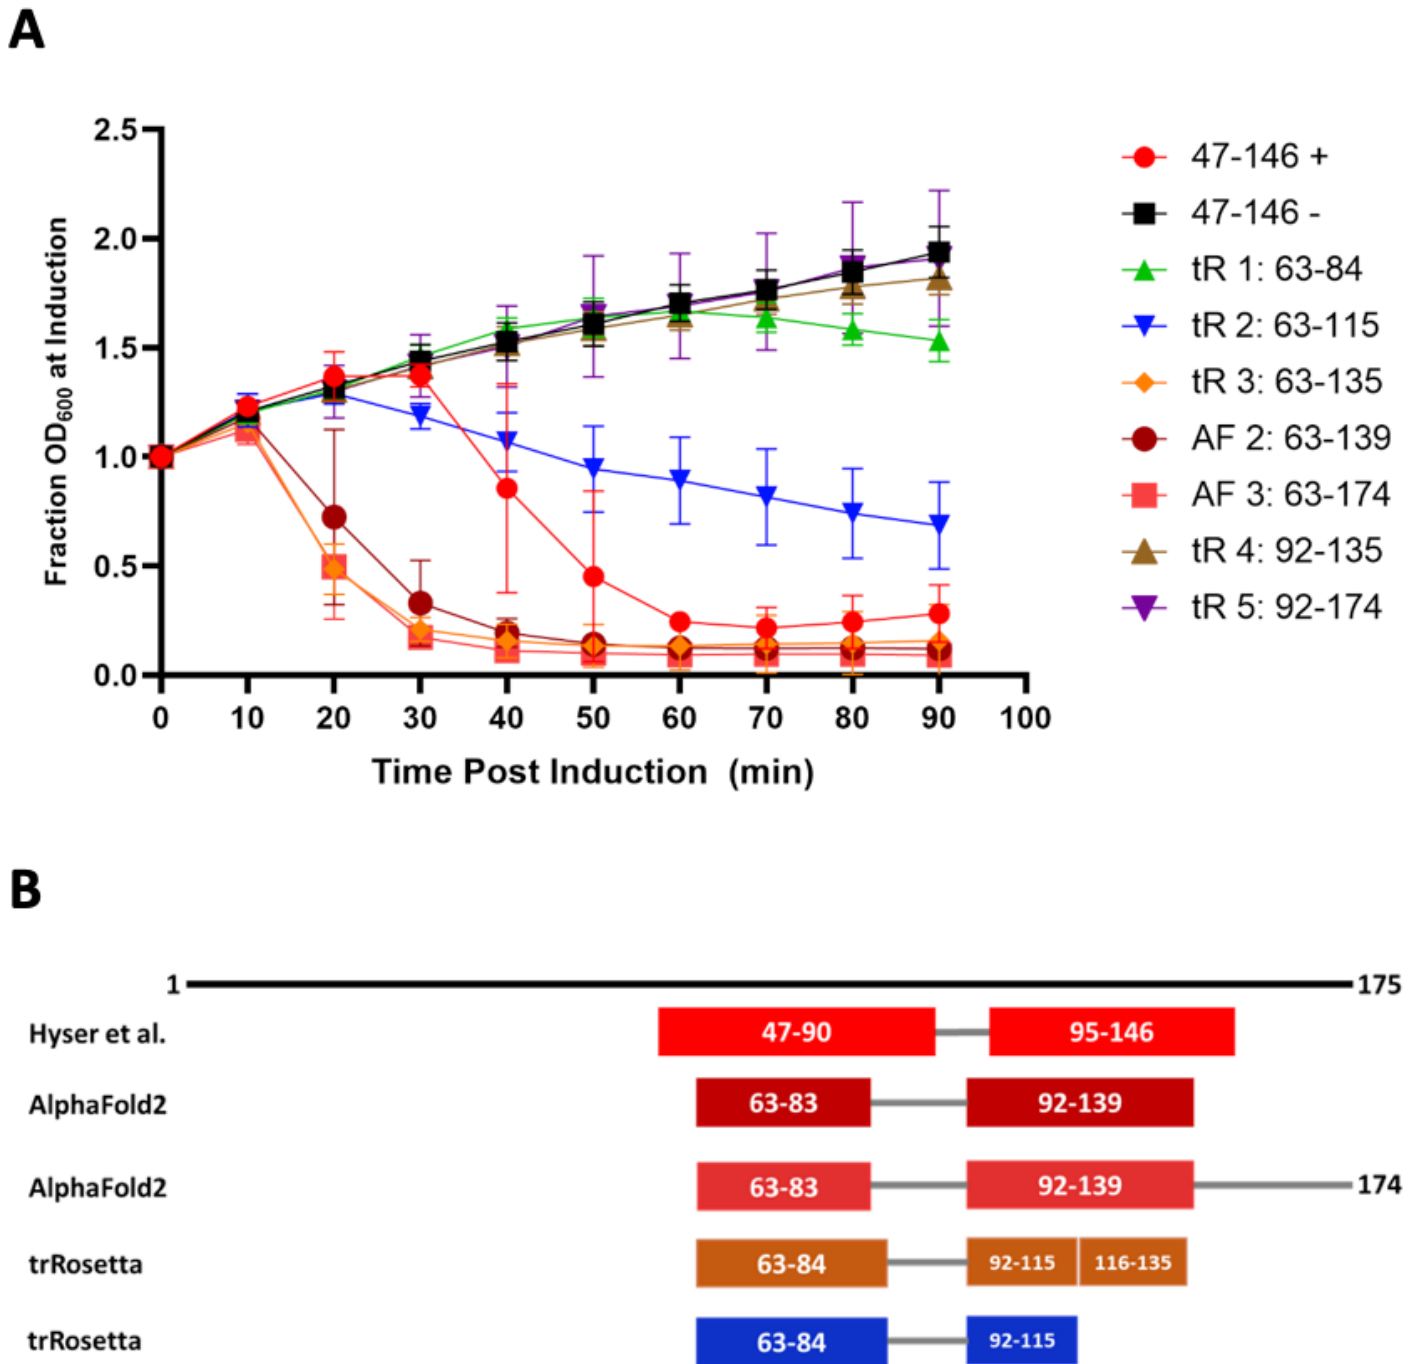 A
2.5
2.0
1.5
1.0
0.5
0.0
0 10 20 30 40 50 60 70 80 90 100
Fraction OD600 at Induction
Time Post Induction (min)
47-146 +
47-146 -
tR 1: 63-84
tR 2: 63-115
tR 3: 63-135
AF 2: 63-139
AF 3: 63-174
tR 4: 92-135
tR 5: 92-174
B
1 175
Hyser et al. 47-90 95-146
AlphaFold2 63-83 92-139
AlphaFold2 63-83 92-139 174
trRosetta 63-84 92-115 116-135
trRosetta 63-84 92-115